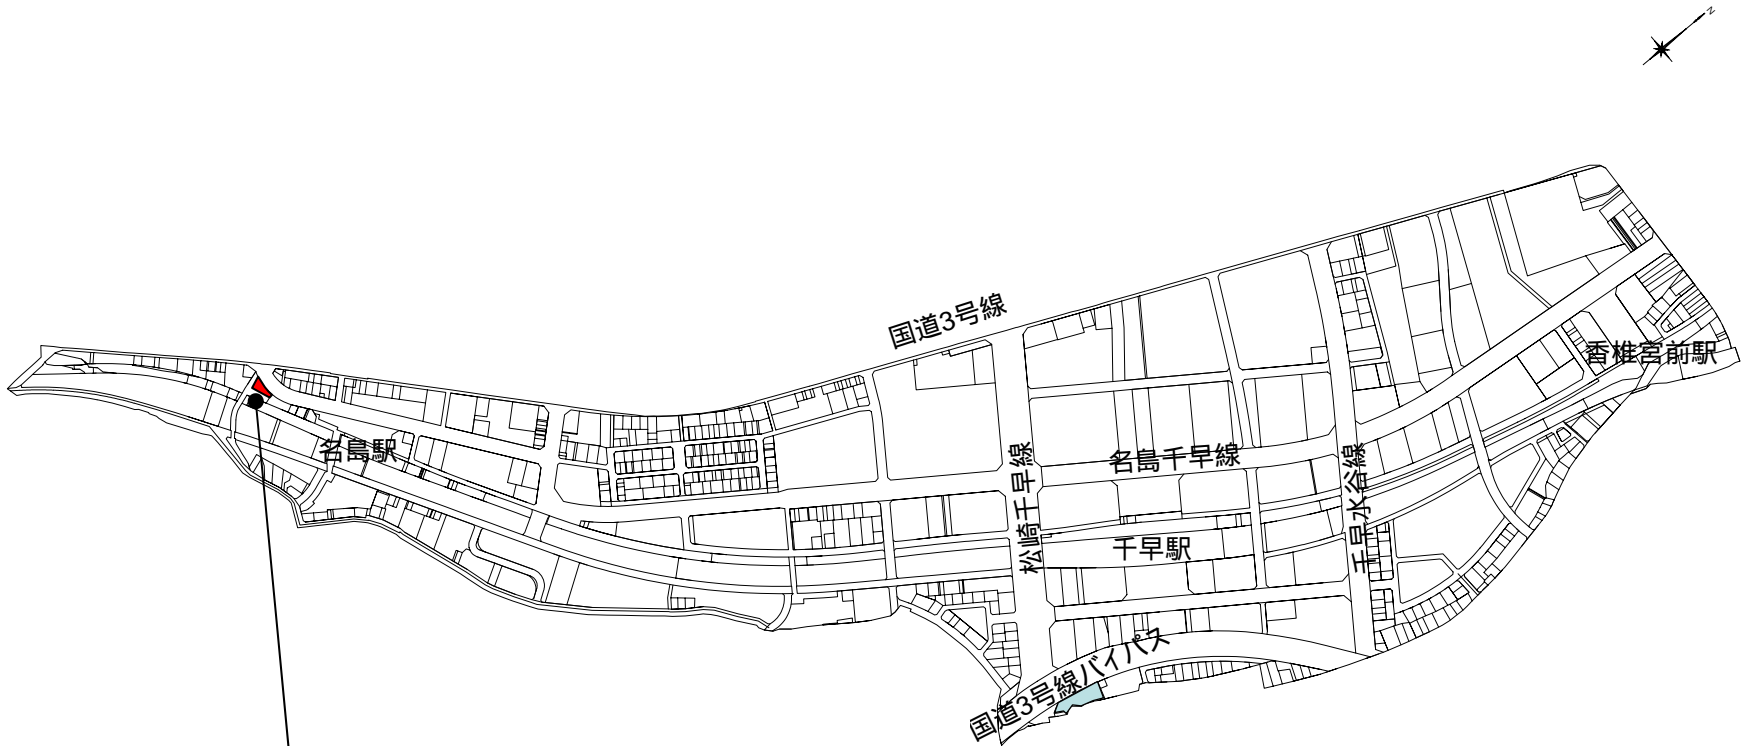 N
国道3号線
香椎宮前駅
名島駅
松崎千早線
名島千早線
千早水谷線
千早駅
国道3号線バイパス